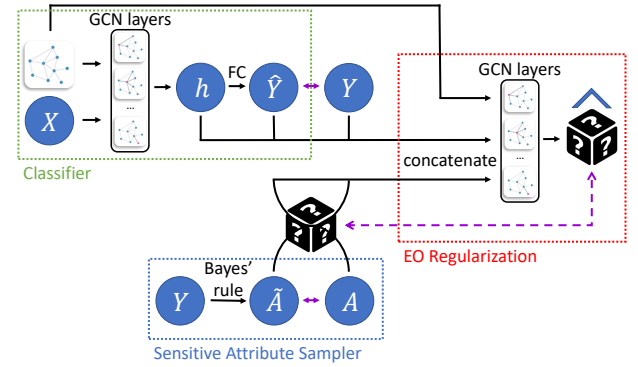 GCN layers
X
...
h
FC
Ŷ
Y
Classifier
GCN layers
...
concatenate
? ? ?
EO Regularization
? ? ?
Y
Bayes’
rule
Ã
A
Sensitive Attribute Sampler